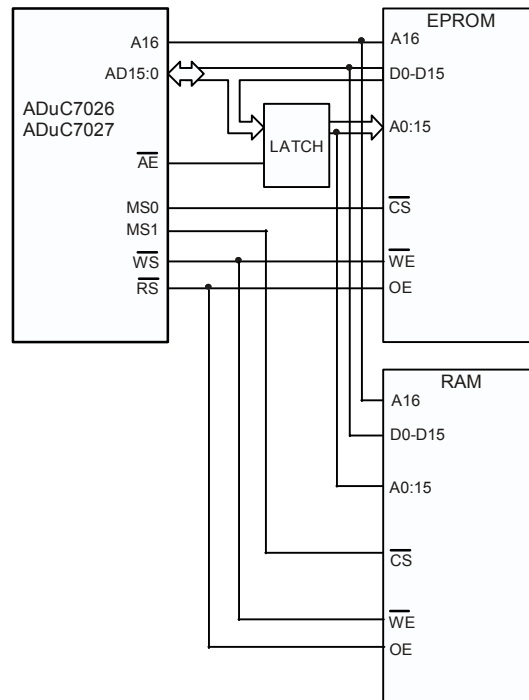 ADuC7026
ADuC7027
A16
AD15:0
AE
MS0
MS1
WS
RS
LATCH
EPROM
A16
D0-D15
A0:15
CS
WE
OE
RAM
A16
D0-D15
A0:15
CS
WE
OE